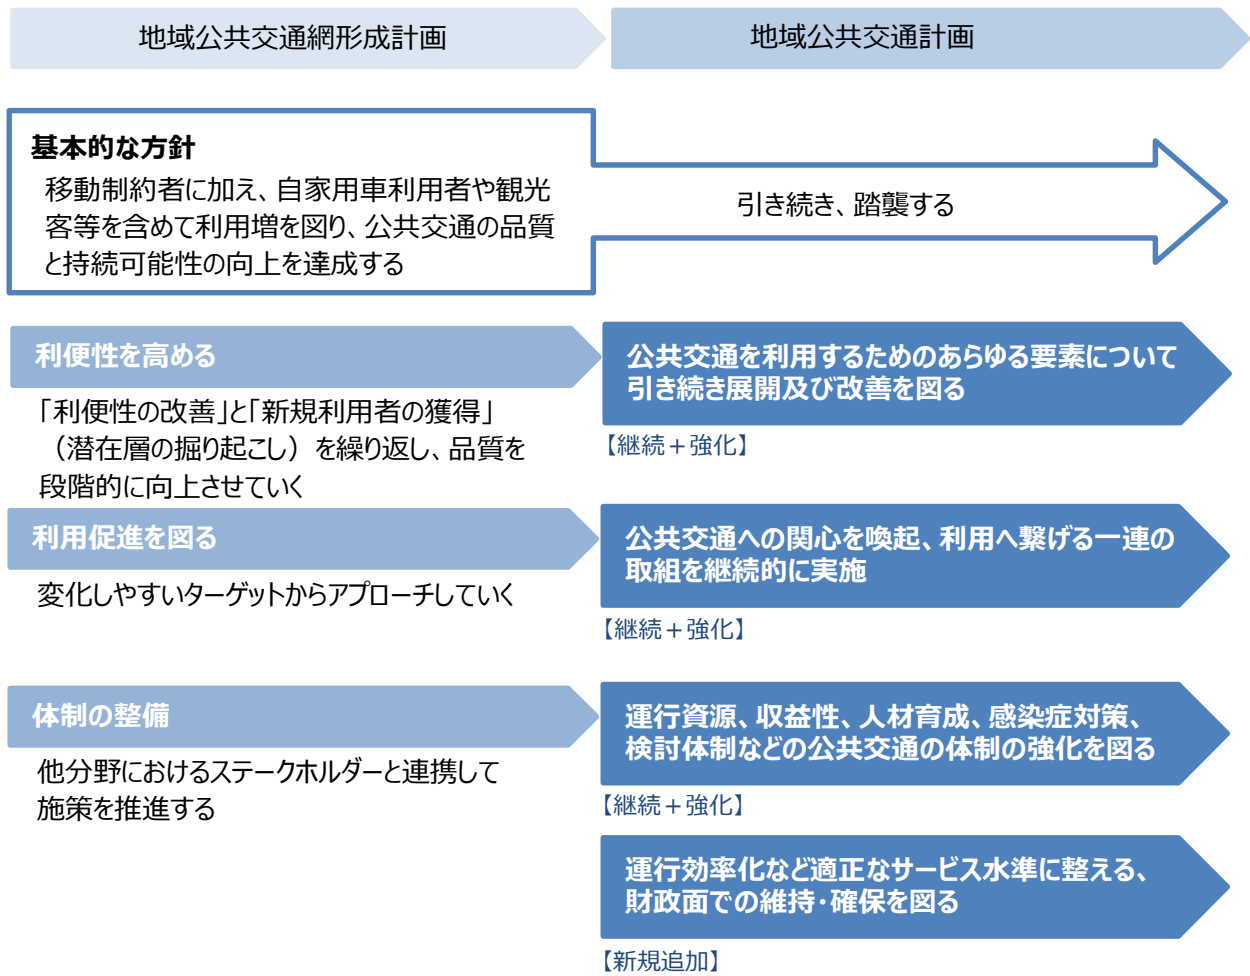 地域公共交通網形成計画
地域公共交通計画
基本的な方針
移動制約者に加え、自家用車利用者や観光
客等を含めて利用増を図り、公共交通の品質
と持続可能性の向上を達成する
引き続き、踏襲する
利便性を高める
「利便性の改善」と「新規利用者の獲得」
（潜在層の掘り起こし）を繰り返し、品質を
段階的に向上させていく
公共交通を利用するためのあらゆる要素について
引き続き展開及び改善を図る
【継続＋強化】
利用促進を図る
変化しやすいターゲットからアプローチしていく
公共交通への関心を喚起、利用へ繋げる一連の
取組を継続的に実施
【継続＋強化】
体制の整備
他分野におけるステークホルダーと連携して
施策を推進する
運行資源、収益性、人材育成、感染症対策、
検討体制などの公共交通の体制の強化を図る
【継続＋強化】
運行効率化など適正なサービス水準に整える、
財政面での維持・確保を図る
【新規追加】